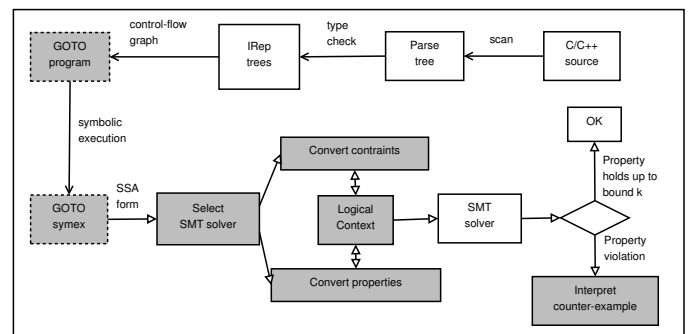 control-flow
graph
type
check
scan
GOTO
program
IRep
trees
Parse
tree
C/C++
source
symbolic
execution
OK
Convert contraints
Property
holds up to
bound k
SSA
form
GOTO
symex
Select
SMT solver
Logical
Context
SMT
solver
Property
violation
Convert properties
Interpret
counter-example